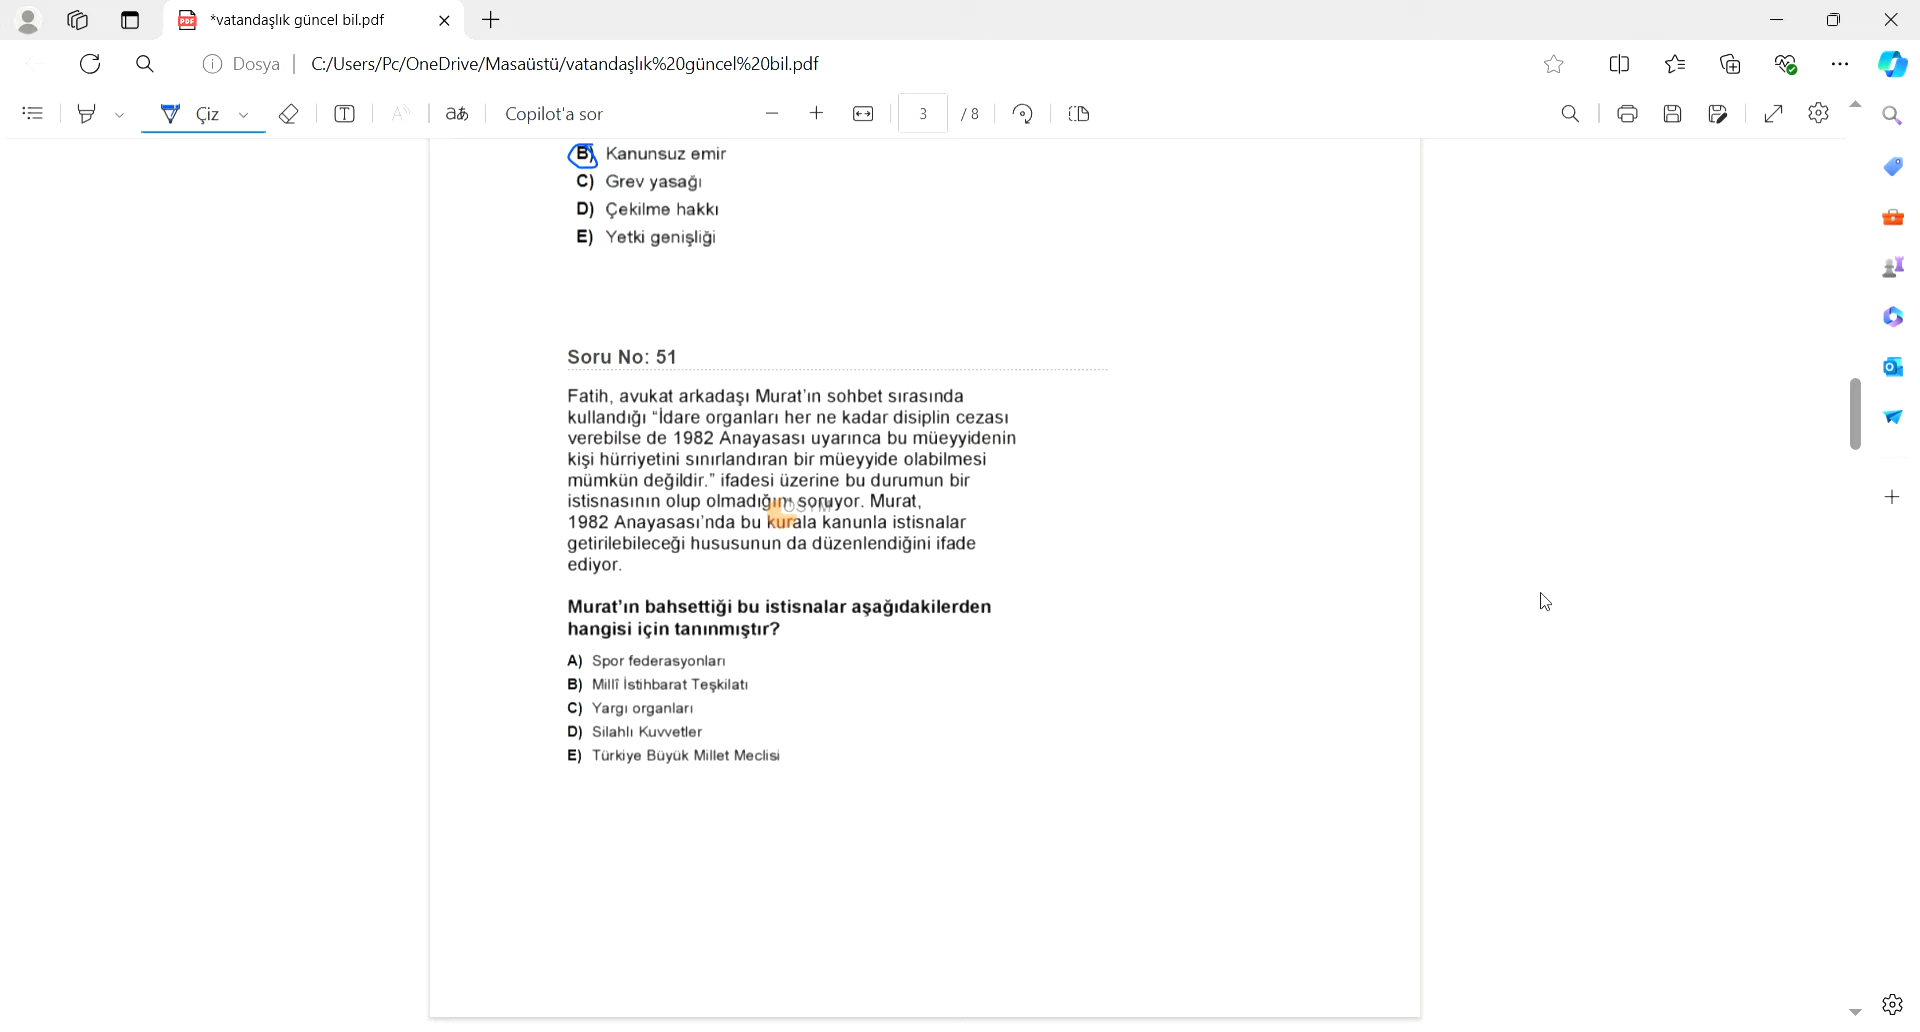 *vatandaşlık güncel bil.pdf
Dosya
C:/Users/Pc/OneDrive/Masaüstü/vatandaşlık%20güncel%20bil.pdf
Çiz
Copilot'a sor
3 / 8
B) Kanunsuz emir
C) Grev yasağı
D) Çekilme hakkı
E) Yetki genişliği
Soru No: 51
Fatih, avukat arkadaşı Murat'ın sohbet sırasında
kullandığı “İdare organları her ne kadar disiplin cezası
verebilse de 1982 Anayasası uyarınca bu müeyyidenin
kişi hürriyetini sınırlandıran bir müeyyide olabilmesi
mümkün değildir.” ifadesi üzerine bu durumun bir
istisnasının olup olmadığını soruyor. Murat,
1982 Anayasası'nda bu kurala kanunla istisnalar
getirilebileceği hususunun da düzenlendiğini ifade
ediyor.
ÖSYM
Murat'ın bahsettiği bu istisnalar aşağıdakilerden
hangisi için tanınmıştır?
A) Spor federasyonları
B) Millî İstihbarat Teşkilatı
C) Yargı organları
D) Silahlı Kuvvetler
E) Türkiye Büyük Millet Meclisi